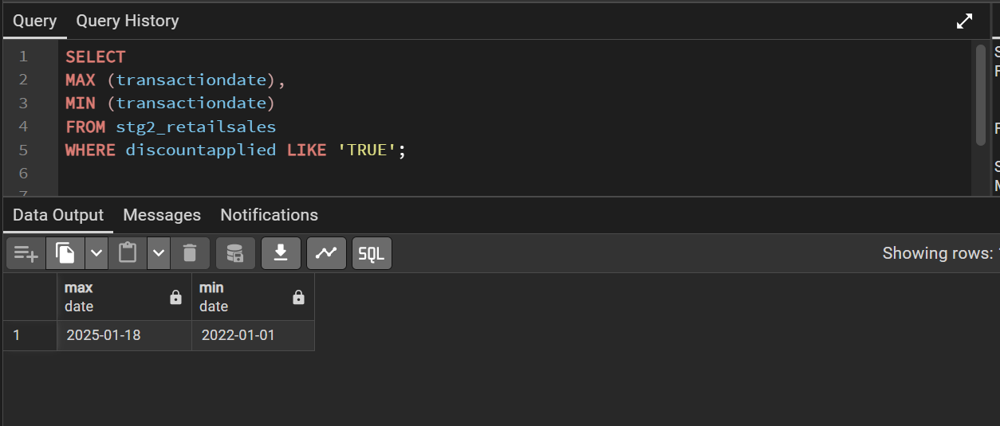 Query Query History
1 SELECT
2 MAX (transactiondate),
3 MIN (transactiondate)
4 FROM stg2_retailsales
5 WHERE discountapplied LIKE 'TRUE';
6
7
Data Output Messages Notifications
SQL Showing rows:
max min
date date
1 2025-01-18 2022-01-01